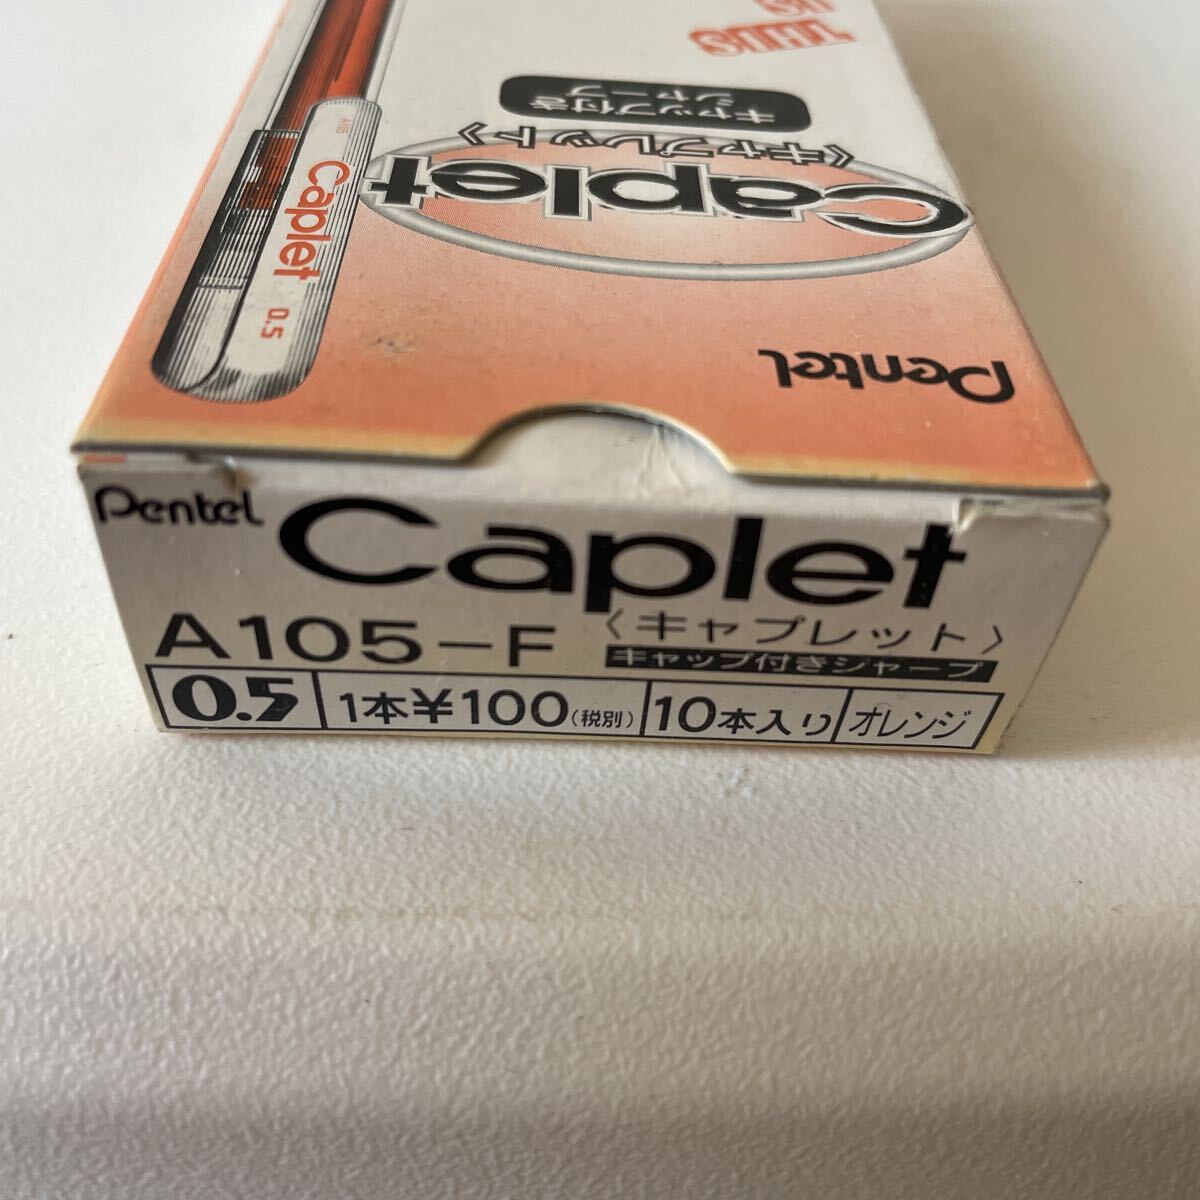 Pentel
Caplet
〈キャプレット〉
キャップ付き
シャープ
A105
Caplet
0.5
Pentel
Caplet
A105-F
〈キャプレット〉
キャップ付きシャープ
0.5
1本¥100(税別)
10本入り
オレンジ